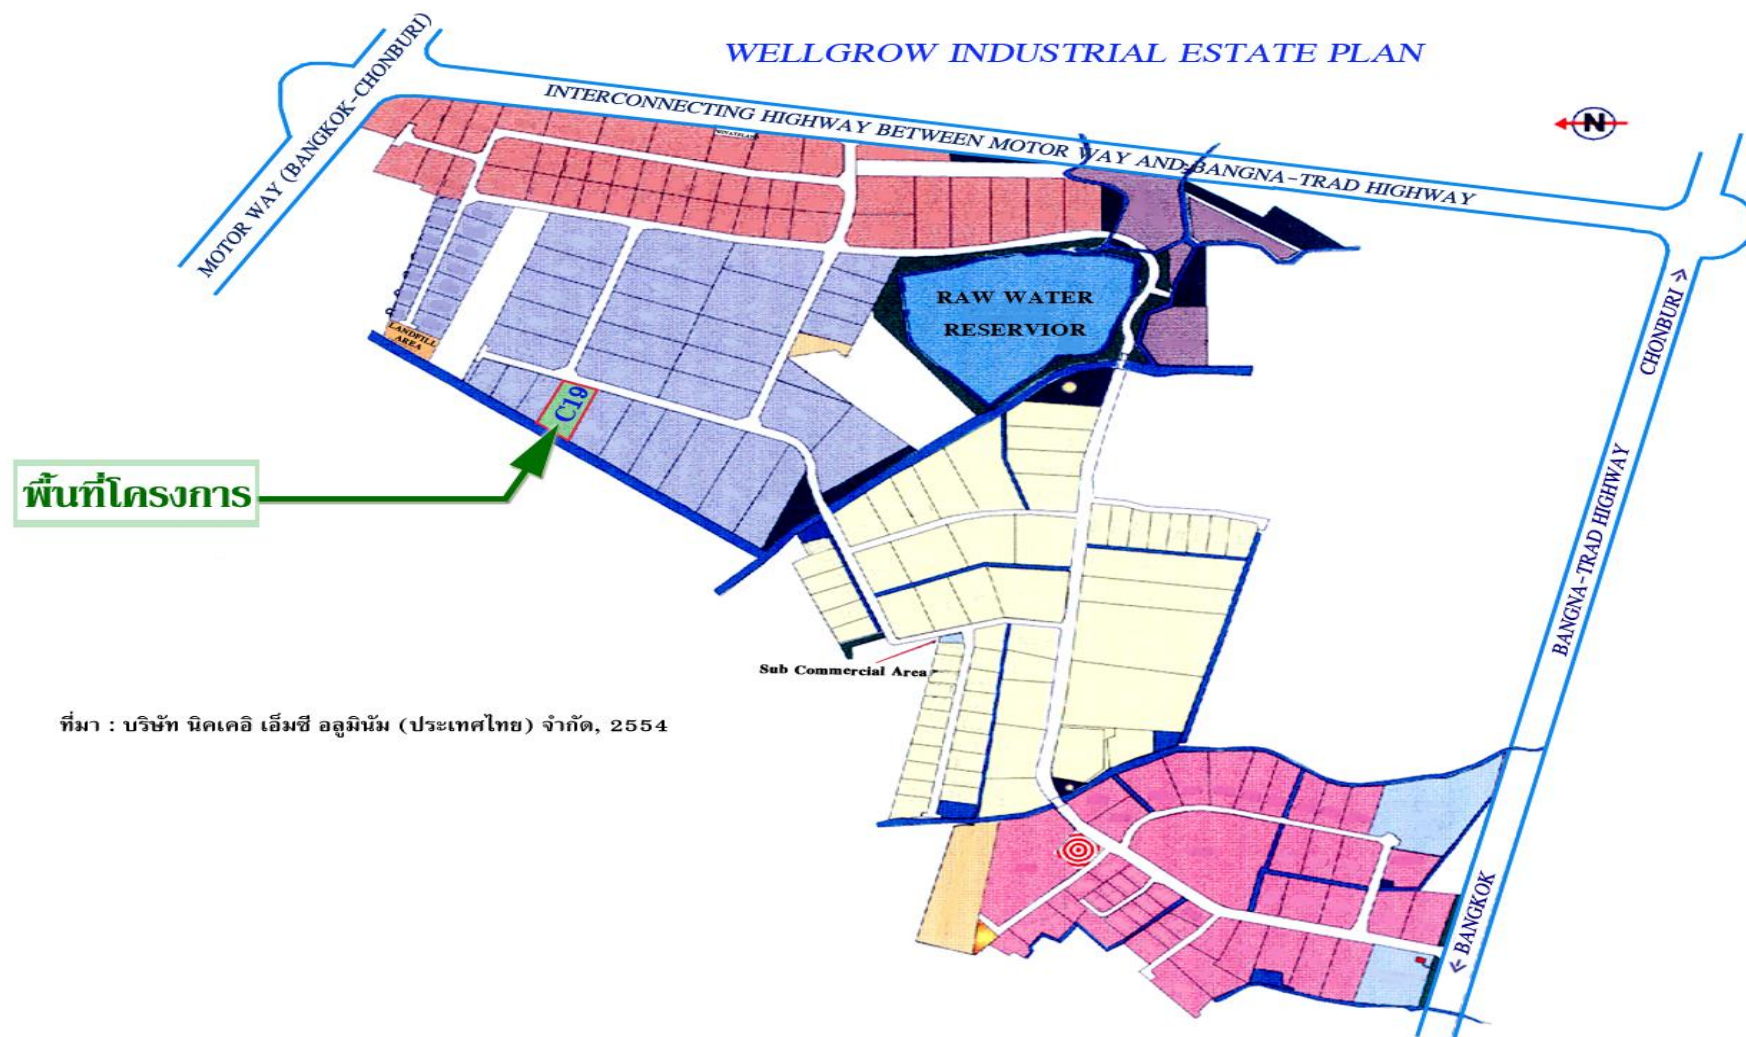 WELLGROW INDUSTRIAL ESTATE PLAN
MOTOR WAY (BANGKOK-CHONBURI)
INTERCONNECTING HIGHWAY BETWEEN MOTOR WAY AND BANGNA-TRAD HIGHWAY
N
RAW WATER
RESERVIOR
LANDFILL
AREA
C19
CHONBURI
พื้นที่โครงการ
BANGNA-TRAD HIGHWAY
Sub Commercial Area
ที่มา : บริษัท นิคเคอิ เอ็มซี อลูมินัม (ประเทศไทย) จำกัด, 2554
BANGKOK